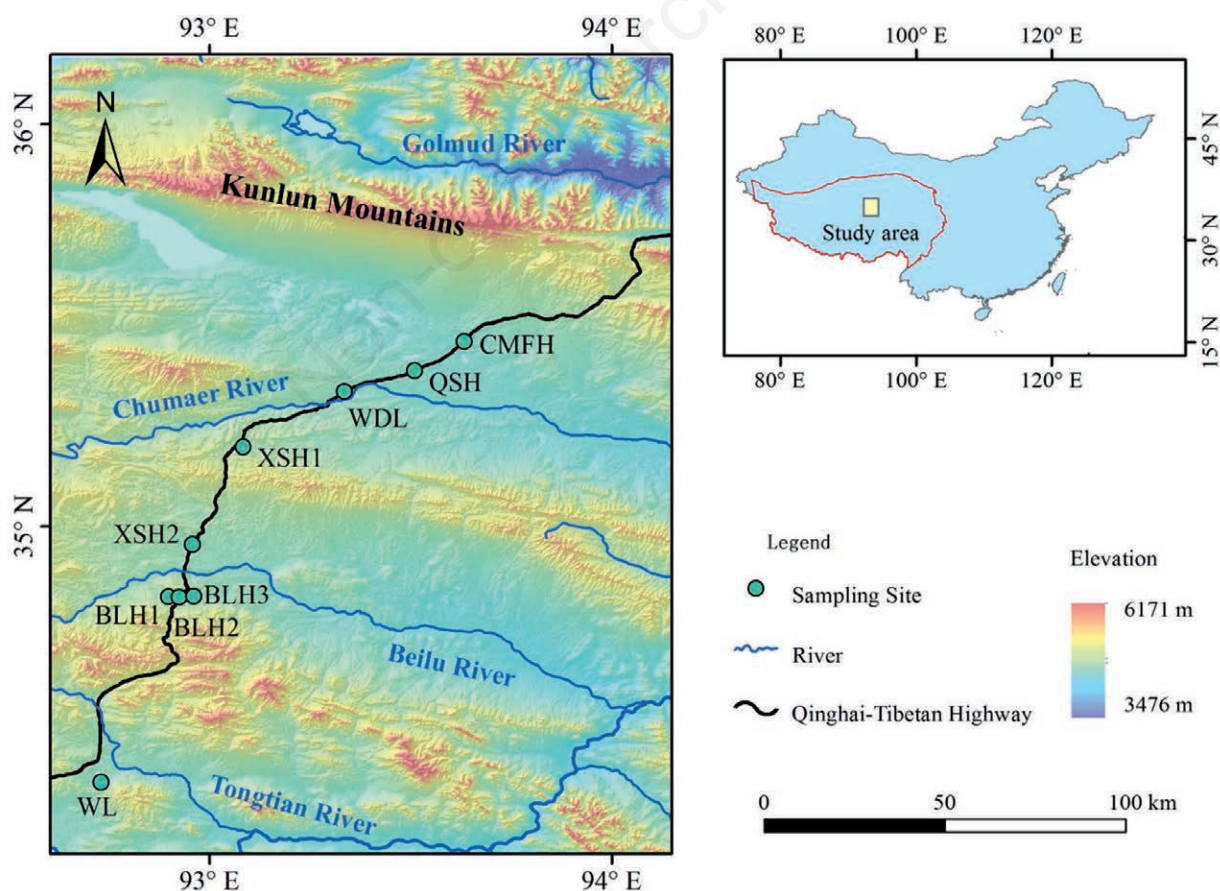 93° E
94° E
36° N
35° N
N
Golmud River
Kunlun Mountains
CMFH
QSH
Chumaer River
WDL
XSH1
XSH2
BLH3
BLH1
BLH2
Beilu River
WL
Tongtian River
93° E
94° E
80° E
100° E
120° E
45° N
30° N
15° N
Study area
80° E
100° E
120° E
Legend
Sampling Site
River
Qinghai-Tibetan Highway
Elevation
6171 m
3476 m
0
50
100 km